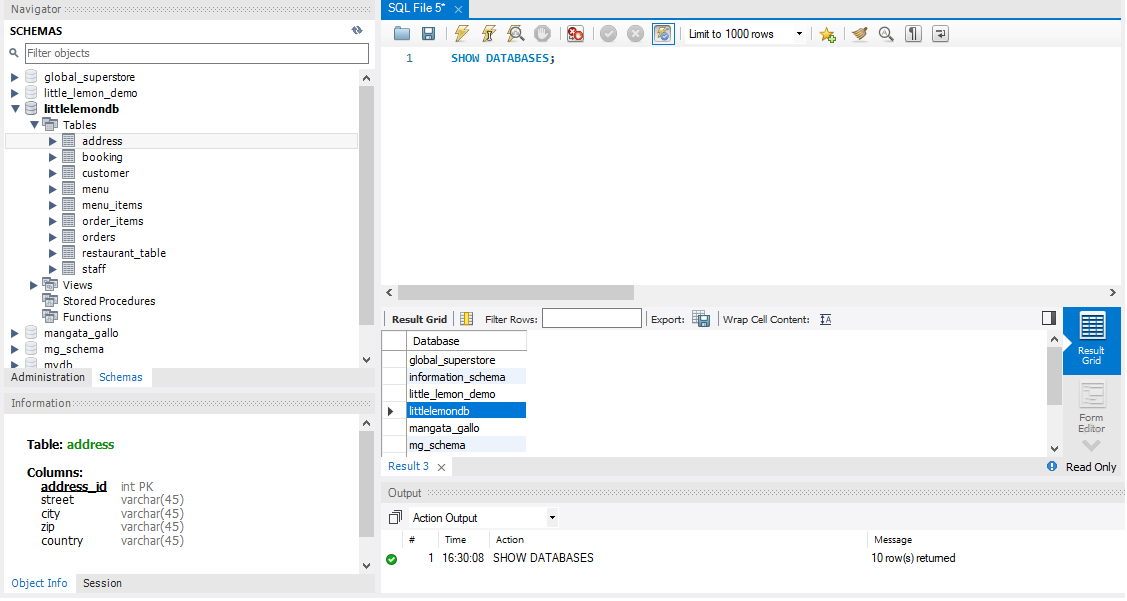 Navigator
SCHEMAS
Filter objects
global_superstore
little_lemon_demo
littlelemondb
Tables
address
booking
customer
menu
menu_items
order_items
orders
restaurant_table
staff
Views
Stored Procedures
Functions
mangata_gallo
mg_schema
mydb
Administration Schemas
Information
Table: address
Columns:
address_id int PK
street varchar(45)
city varchar(45)
zip varchar(45)
country varchar(45)
Object Info Session
SQL File 5*
Limit to 1000 rows
1 SHOW DATABASES;
Result Grid Filter Rows: Export: Wrap Cell Content:
Database
global_superstore
information_schema
little_lemon_demo
littlelemondb
mangata_gallo
mg_schema
Result
Grid
Form
Editor
Result 3
Read Only
Output
Action Output
# Time Action Message
1 16:30:08 SHOW DATABASES 10 row(s) returned